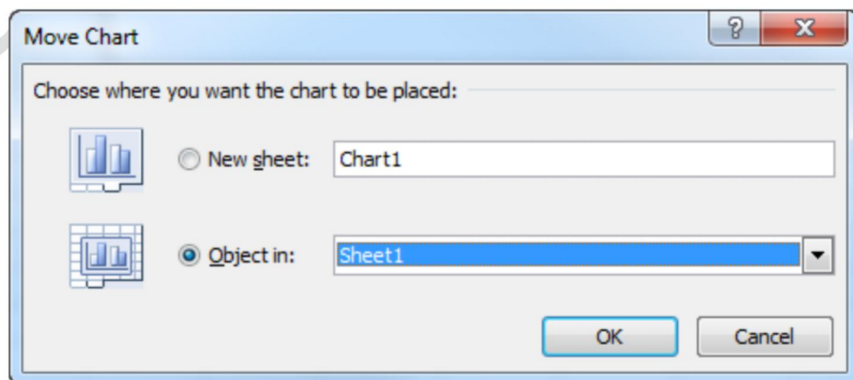 Move Chart
Choose where you want the chart to be placed:
New sheet: Chart1
Object in: Sheet1
OK Cancel